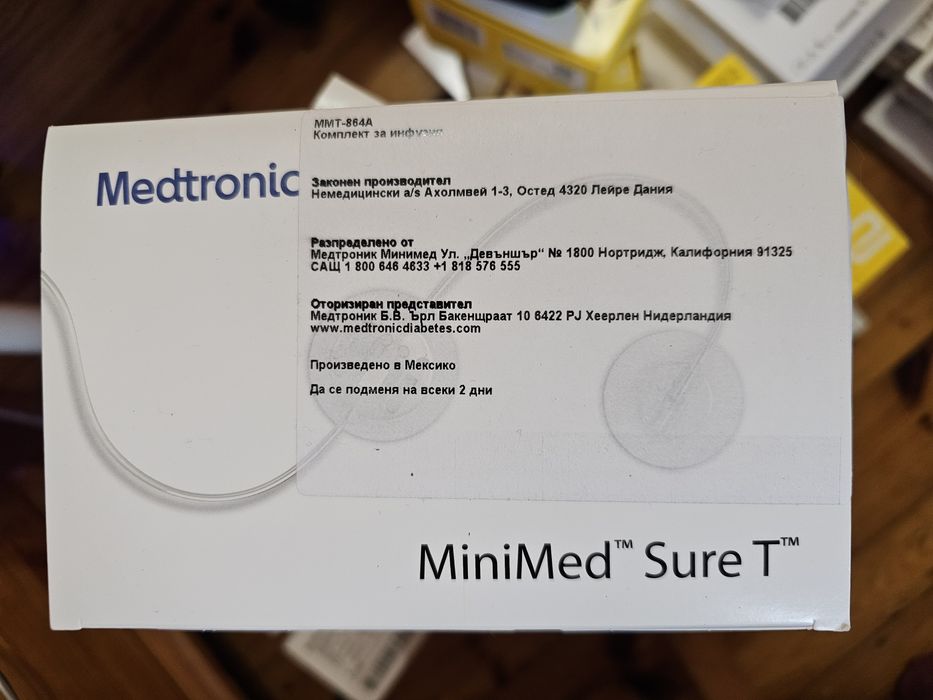 Medtronic
ММТ-864А
Комплект за инфузия
Законен производител
Немедицински a/s Ахолмвей 1-3, Остед 4320 Лейре Дания
Разпределено от
Медтроник Минимед Ул. „Девъншър“ № 1800 Нортридж, Калифорния 91325
САЩ 1 800 646 4633 +1 818 576 555
Оторизиран представител
Медтроник Б.В. Ърл Бакенщраат 10 6422 PJ Хеерлен Нидерландия
www.medtronicdiabetes.com
Произведено в Мексико
Да се подменя на всеки 2 дни
MiniMed™ Sure T™